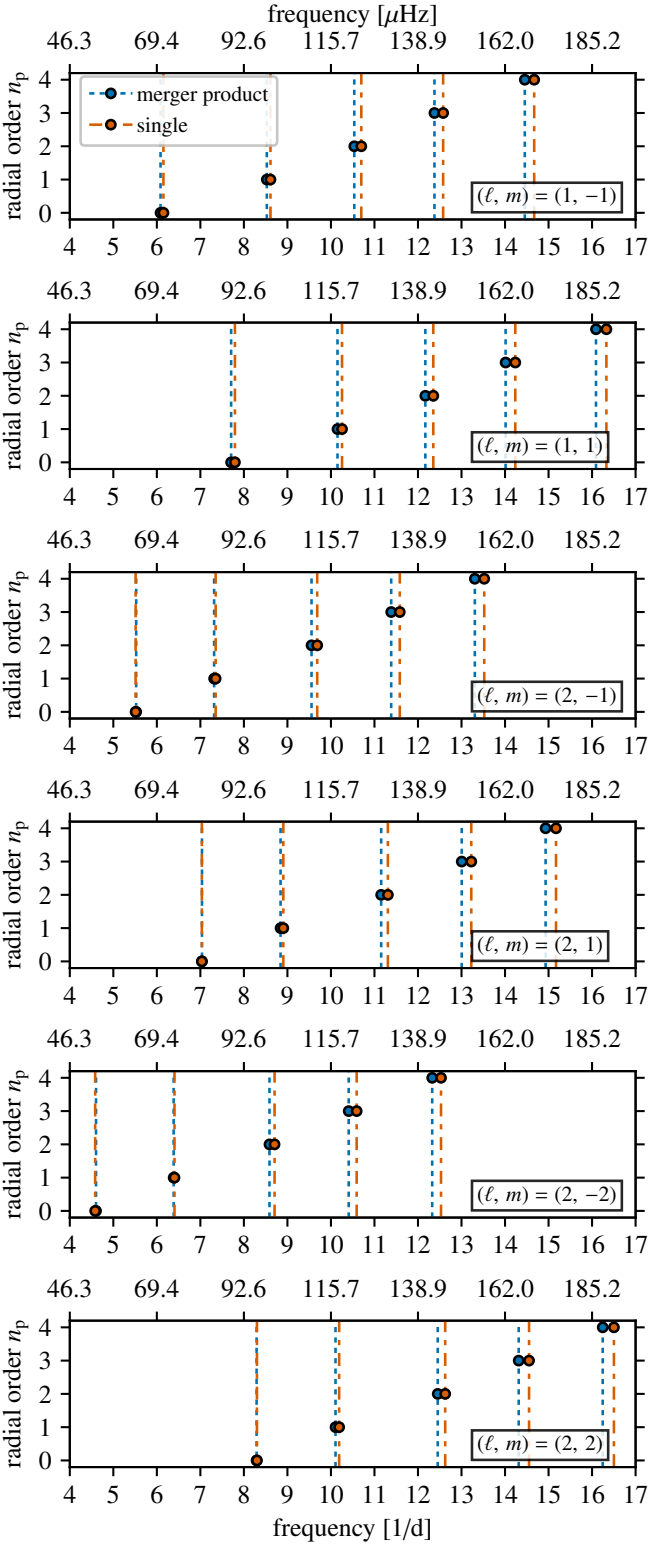 frequency [μHz]
46.3 69.4 92.6 115.7 138.9 162.0 185.2
radial order nₚ
4
3
2
1
0
merger product
single
(ℓ, m) = (1, −1)
4 5 6 7 8 9 10 11 12 13 14 15 16 17
46.3 69.4 92.6 115.7 138.9 162.0 185.2
radial order nₚ
4
3
2
1
0
(ℓ, m) = (1, 1)
4 5 6 7 8 9 10 11 12 13 14 15 16 17
46.3 69.4 92.6 115.7 138.9 162.0 185.2
radial order nₚ
4
3
2
1
0
(ℓ, m) = (2, −1)
4 5 6 7 8 9 10 11 12 13 14 15 16 17
46.3 69.4 92.6 115.7 138.9 162.0 185.2
radial order nₚ
4
3
2
1
0
(ℓ, m) = (2, 1)
4 5 6 7 8 9 10 11 12 13 14 15 16 17
46.3 69.4 92.6 115.7 138.9 162.0 185.2
radial order nₚ
4
3
2
1
0
(ℓ, m) = (2, −2)
4 5 6 7 8 9 10 11 12 13 14 15 16 17
46.3 69.4 92.6 115.7 138.9 162.0 185.2
radial order nₚ
4
3
2
1
0
(ℓ, m) = (2, 2)
4 5 6 7 8 9 10 11 12 13 14 15 16 17
frequency [1/d]